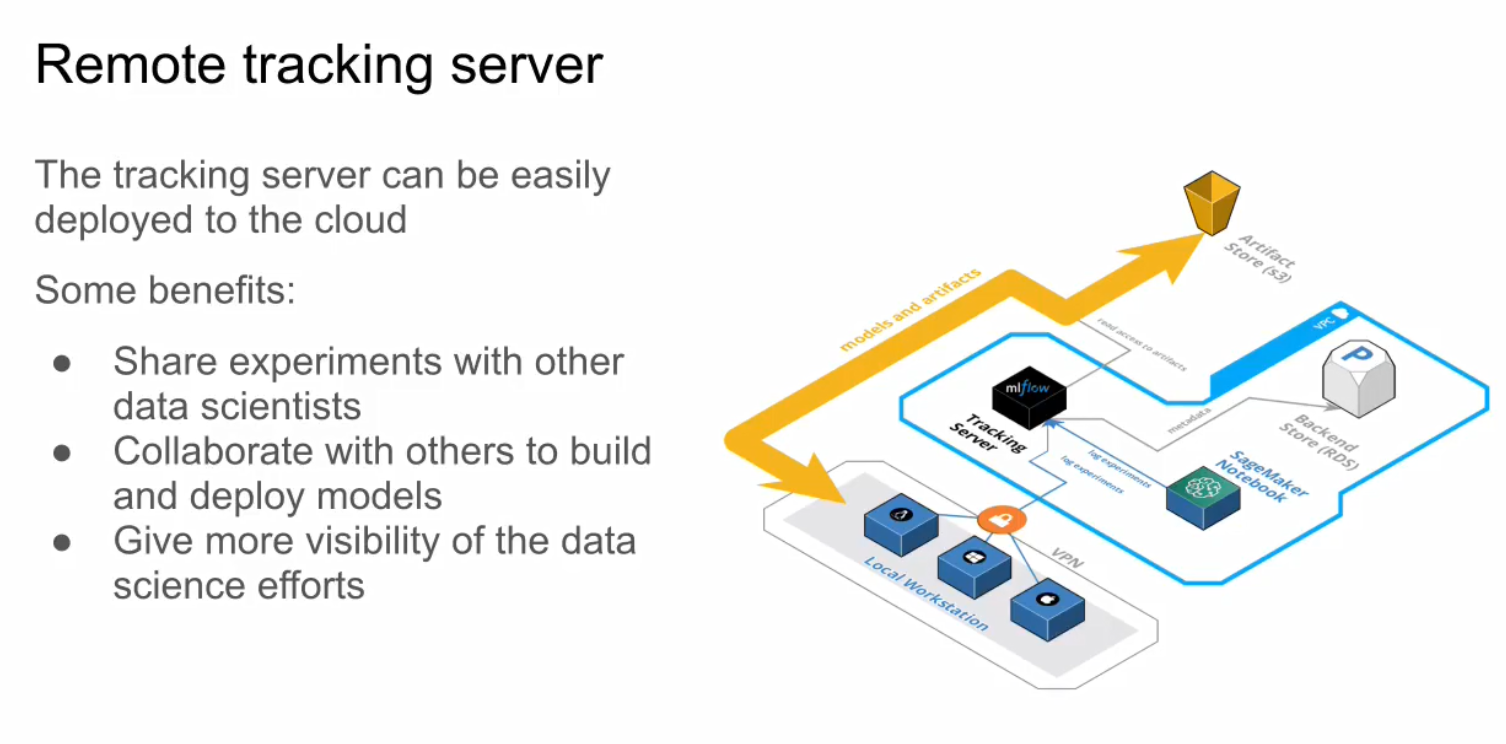 Remote tracking server
The tracking server can be easily
deployed to the cloud
Some benefits:
● Share experiments with other
data scientists
● Collaborate with others to build
and deploy models
● Give more visibility of the data
science efforts
Artifact
Store (s3)
models and artifacts
read access to artifacts
VPC
P
mlflow
Tracking
Server
metadata
Backend
Store (RDS)
log experiments
log experiments
SageMaker
Notebook
VPN
Local Workstation